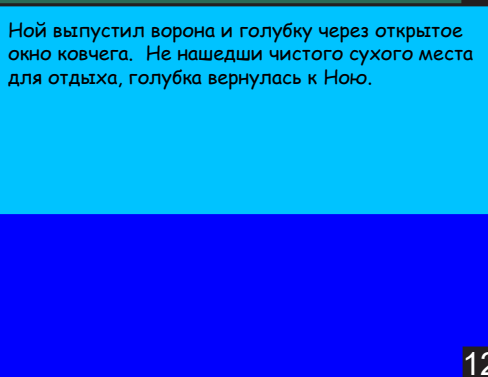 Ной выпустил ворона и голубку через открытое
окно ковчега.  Не нашедши чистого сухого места
для отдыха, голубка вернулась к Ною.
12